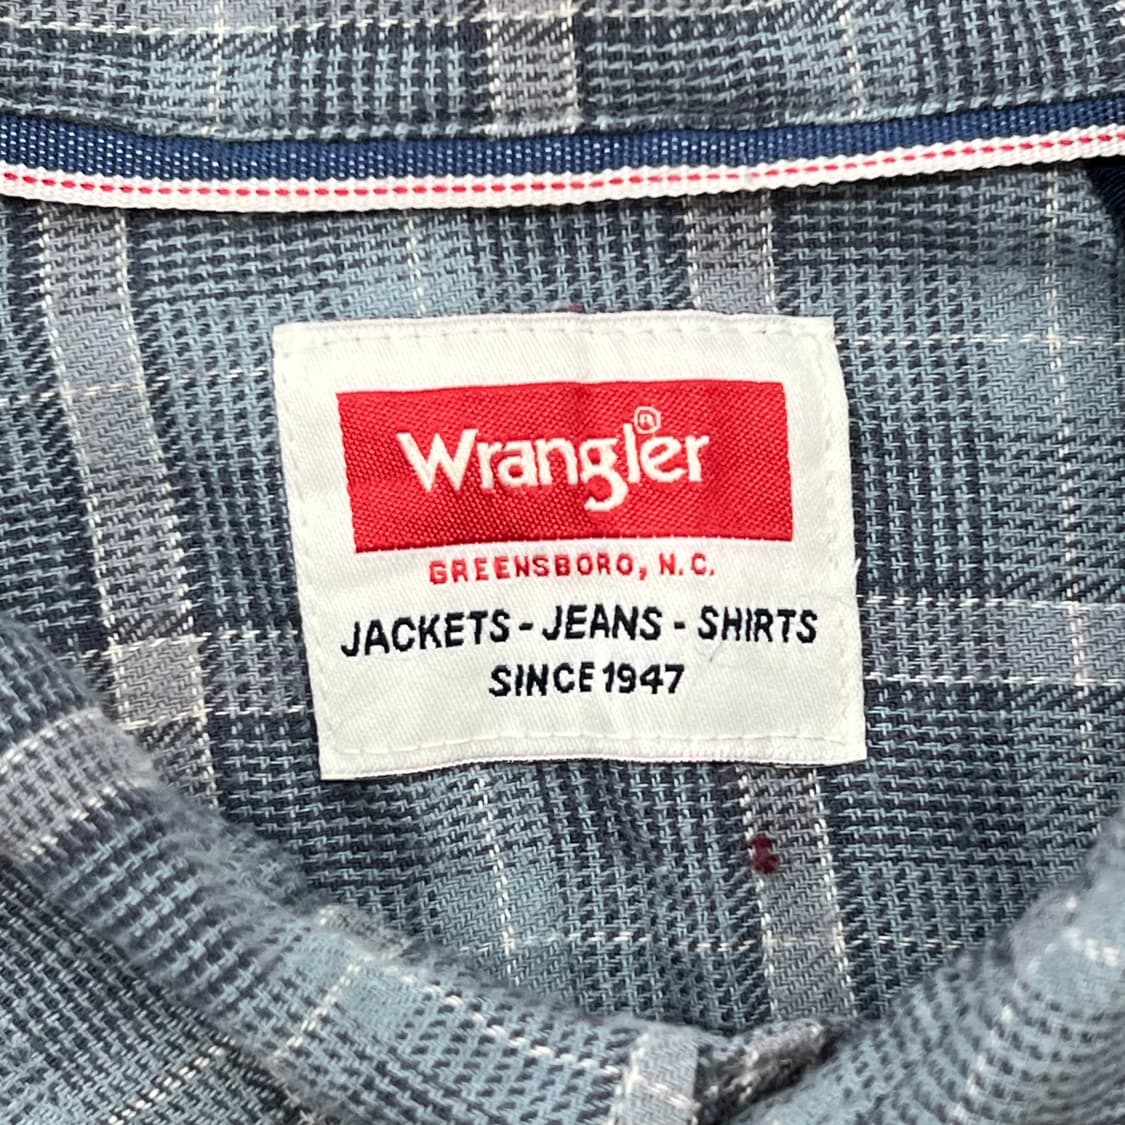 Wrangler®
GREENSBORO, N.C.
JACKETS - JEANS - SHIRTS
SINCE 1947